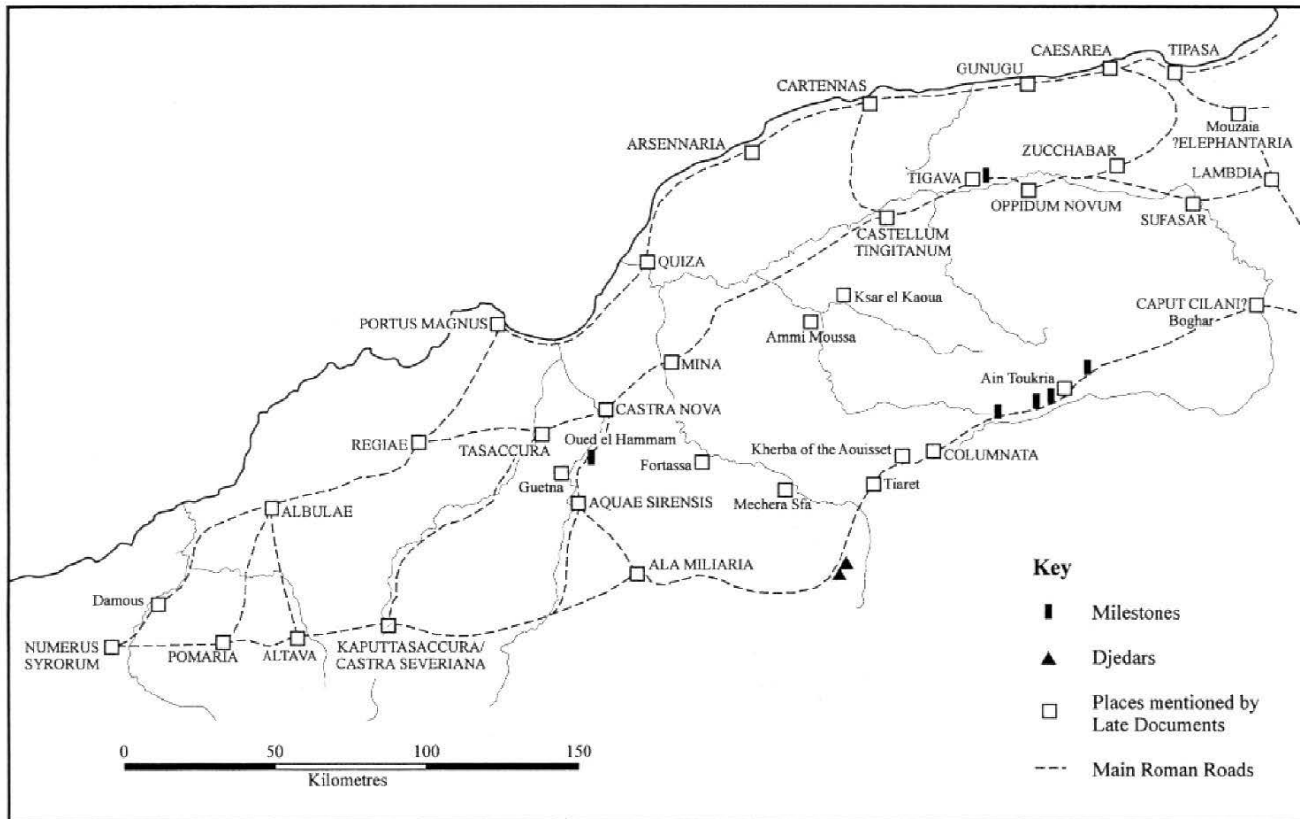 CAESAREA
TIPASA
GUNUGU
CARTENNAS
Mouzaia
?ELEPHANTARIA
ARSENNARIA
ZUCCHABAR
TIGAVA
LAMBDIA
OPPIDUM NOVUM
SUFASAR
CASTELLUM
TINGITANUM
QUIZA
Ksar el Kaoua
CAPUT CILANI?
Boghar
PORTUS MAGNUS
Ammi Moussa
MINA
Ain Toukria
CASTRA NOVA
REGIAE
TASACCURA
Oued el Hammam
Kherba of the Aouisset
COLUMNATA
Fortassa
Guetna
Tiaret
Mechera Sfa
AQUAE SIRENSIS
ALBULAE
ALA MILIARIA
Damous
NUMERUS
SYRORUM
POMARIA
ALTAVA
KAPUTTASACCURA/
CASTRA SEVERIANA
Key
Milestones
Djedars
Places mentioned by
Late Documents
Main Roman Roads
0 50 100 150
Kilometres